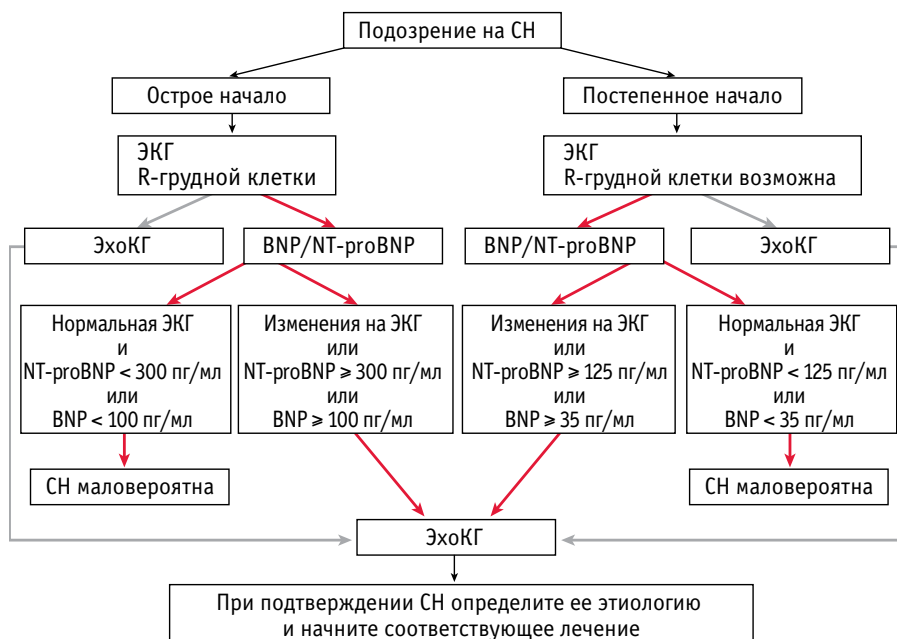 Подозрение на СН
Острое начало
Постепенное начало
ЭКГ
R-грудной клетки
ЭКГ
R-грудной клетки возможна
ЭхоКГ
BNP/NT-proBNP
BNP/NT-proBNP
ЭхоКГ
Нормальная ЭКГ
и
NT-proBNP < 300 пг/мл
или
BNP < 100 пг/мл
Изменения на ЭКГ
или
NT-proBNP ⩾ 300 пг/мл
или
BNP ⩾ 100 пг/мл
Изменения на ЭКГ
или
NT-proBNP ⩾ 125 пг/мл
или
BNP ⩾ 35 пг/мл
Нормальная ЭКГ
и
NT-proBNP < 125 пг/мл
или
BNP < 35 пг/мл
СН маловероятна
СН маловероятна
ЭхоКГ
При подтверждении СН определите ее этиологию
и начните соответствующее лечение